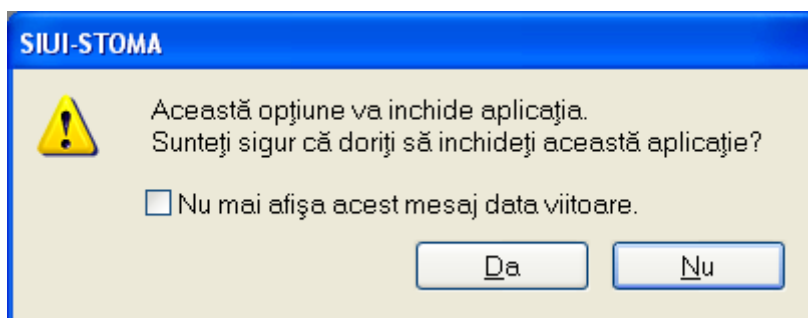 SIUI-STOMA
Această opţiune va inchide aplicaţia.
Sunteţi sigur că doriţi să inchideţi această aplicaţie?
Nu mai afişa acest mesaj data viitoare.
Da Nu